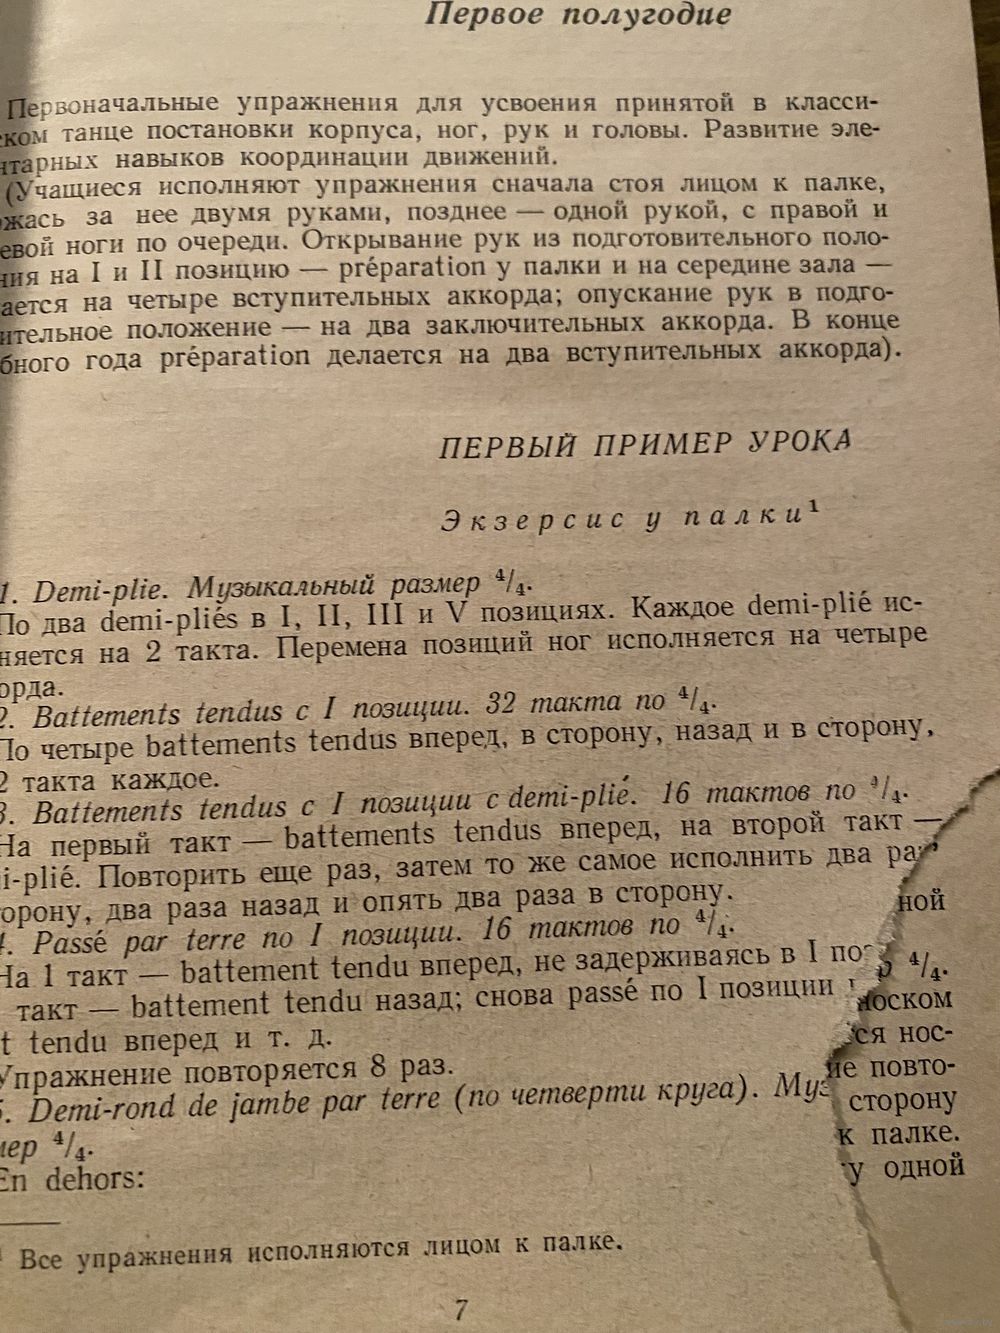 Первое полугодие
Первоначальные упражнения для усвоения принятой в класси-
ском танце постановки корпуса, ног, рук и головы. Развитие эле-
нтарных навыков координации движений.
(Учащиеся исполняют упражнения сначала стоя лицом к палке,
жась за нее двумя руками, позднее — одной рукой, с правой и
евой ноги по очереди. Открывание рук из подготовительного поло-
ния на I и II позицию — préparation у палки и на середине зала —
ается на четыре вступительных аккорда; опускание рук в подго-
ительное положение — на два заключительных аккорда. В конце
бного года préparation делается на два вступительных аккорда).
ПЕРВЫЙ ПРИМЕР УРОКА
Экзерсис у палки¹
1. Demi-plie. Музыкальный размер ⁴/₄.
По два demi-pliés в I, II, III и V позициях. Каждое demi-plié ис-
няется на 2 такта. Перемена позиций ног исполняется на четыре
орда.
2. Battements tendus с I позиции. 32 такта по ⁴/₄.
По четыре battements tendus вперед, в сторону, назад и в сторону,
2 такта каждое.
3. Battements tendus с I позиции с demi-plié. 16 тактов по ⁴/₄.
На первый такт — battements tendus вперед, на второй такт —
i-plié. Повторить еще раз, затем то же самое исполнить два раз
орону, два раза назад и опять два раза в сторону.
ной
4. Passé par terre по I позиции. 16 тактов по ⁴/₄.
На 1 такт — battement tendu вперед, не задерживаясь в I поз
⁴/₄.
такт — battement tendu назад; снова passé по I позиции
носком
t tendu вперед и т. д.
ся нос-
Упражнение повторяется 8 раз.
ие повто-
5. Demi-rond de jambe par terre (по четверти круга). Муз
сторону
мер ⁴/₄.
к палке.
En dehors:
у одной
¹ Все упражнения исполняются лицом к палке.
7